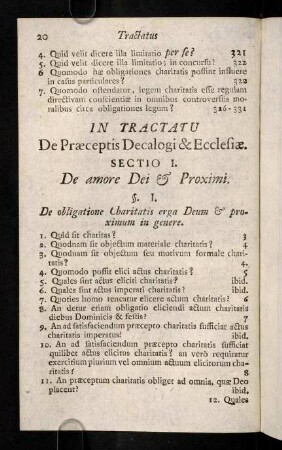 20 Tractatus
4. Quid velit dicere illa limitatio per se? 321
5. Quid velit dicere illa limitatio; in concursu? 322
6 Quomodo hæ obligationes charitatis possint influere
in casus particulares? 322
7. Quomodo ostendatur, legem charitatis esse regulam
directivam conscientiæ in omnibus controversiis mo-
ralibus circa obligationes legum? 326-331
IN TRACTATU
De Præceptis Decalogi & Ecclesiæ.
SECTIO I.
De amore Dei & Proximi.
§. I.
De obligatione Charitatis erga Deum & pro-
ximum in genere.
1. Quid sit charitas? 3
2. Quodnam sit objectum materiale charitatis? 4
3. Quodnam sit objectum seu motivum formale chari-
tatis? 4.
4. Quomodo possit elici actus charitatis? 5
5. Quales sint actus eliciti charitatis? ibid.
6. Quales sint actus imperati charitatis? ibid.
7. Quoties homo teneatur elicere actum charitatis? 6
8. An detur etiam obligatio eliciendi actum charitatis
diebus Dominicis & festis? 7
9. An ad satisfaciendum præcepto charitatis sufficiat actus
charitatis imperatus? ibid.
10. An ad satisfaciendum præcepto charitatis sufficiat
quilibet actus elicitus charitatis? an verò requiratur
exercitium plurium vel omnium actuum elicitorum chari-
tatis? 8
11. An præceptum charitatis obliget ad omnia, quæ Deo
placent? ibid.
12. Quales